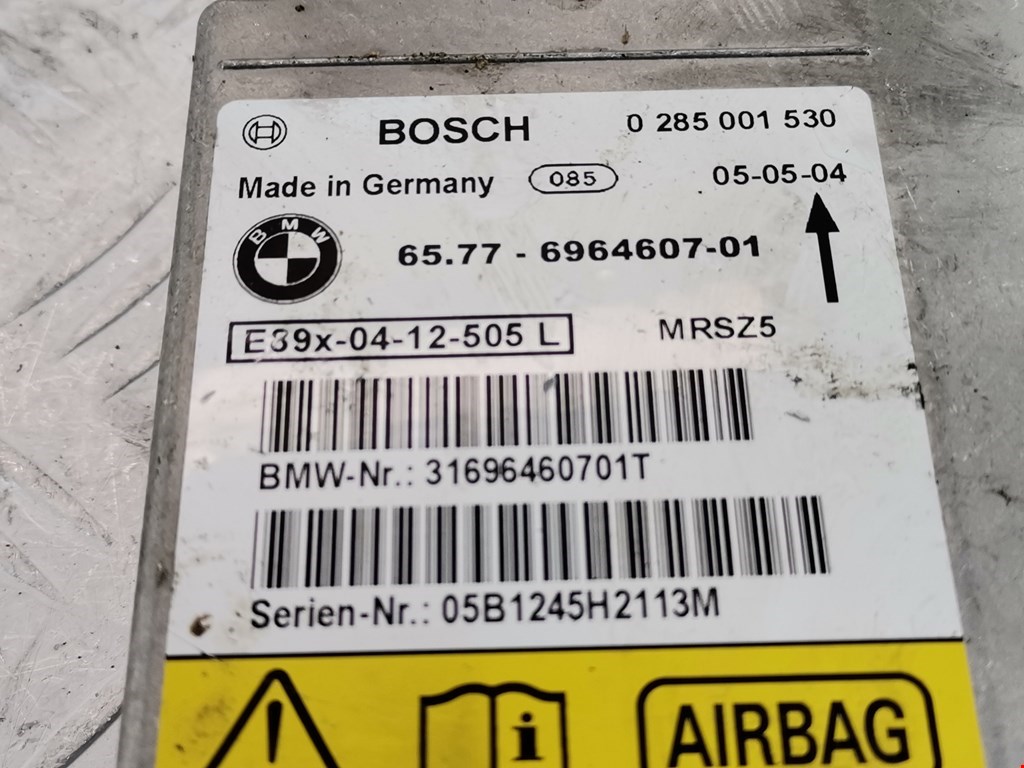 BOSCH 0 285 001 530
Made in Germany 085 05-05-04
BMW
65.77 - 6964607-01
E39x-04-12-505 L MRSZ5
BMW-Nr.: 31696460701T
Serien-Nr.: 05B1245H2113M
AIRBAG